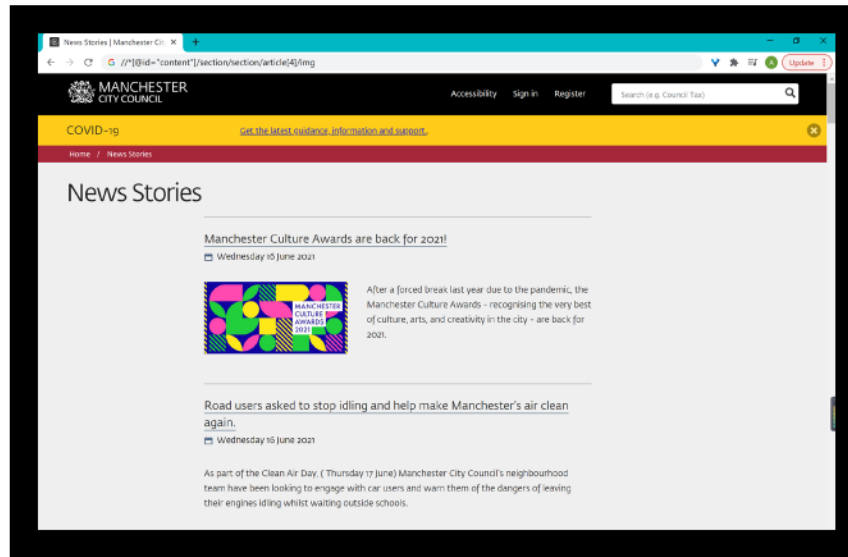 News Stories | Manchester Cit
//*[@id="content"]/section/section/article[4]/img
A
Update
MANCHESTER
CITY COUNCIL
Accessibility Sign in Register Search (e.g. Council Tax)
COVID-19 Get the latest guidance, information and support.
Home / News Stories
News Stories
Manchester Culture Awards are back for 2021!
Wednesday 16 June 2021
MANCHESTER
CULTURE
AWARDS
2021
After a forced break last year due to the pandemic, the
Manchester Culture Awards – recognising the very best
of culture, arts, and creativity in the city – are back for
2021.
Road users asked to stop idling and help make Manchester's air clean
again.
Wednesday 16 June 2021
As part of the Clean Air Day, ( Thursday 17 June) Manchester City Council's neighbourhood
team have been looking to engage with car users and warn them of the dangers of leaving
their engines idling whilst waiting outside schools.